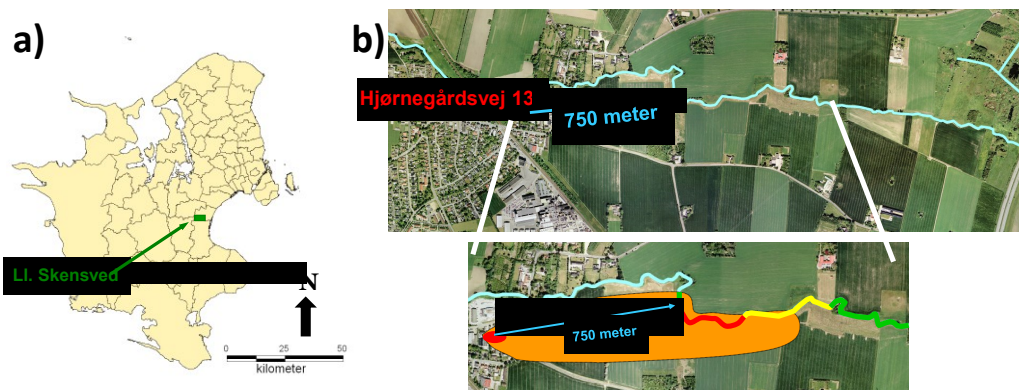 a)
Ll. Skensved
N
0 25 50
kilometer
b)
Hjørnegårdsvej 13
750 meter
750 meter